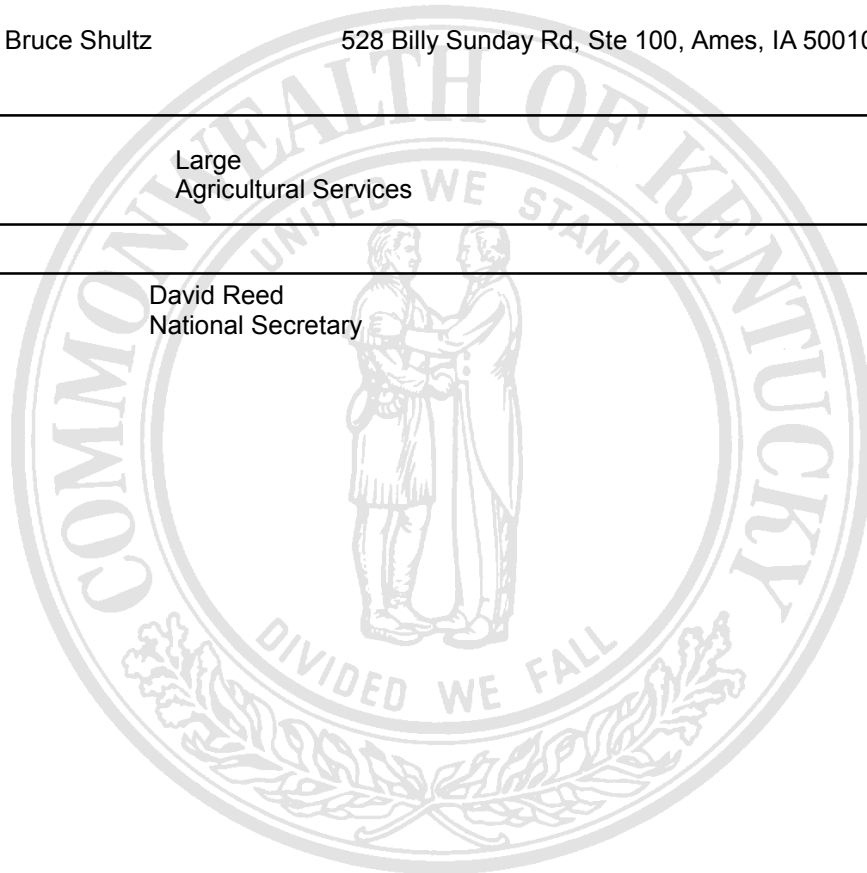 Bruce Shultz 528 Billy Sunday Rd, Ste 100, Ames, IA 50010
Large
Agricultural Services
David Reed
National Secretary
COMMONWEALTH OF KENTUCKY
UNITED WE STAND
DIVIDED WE FALL